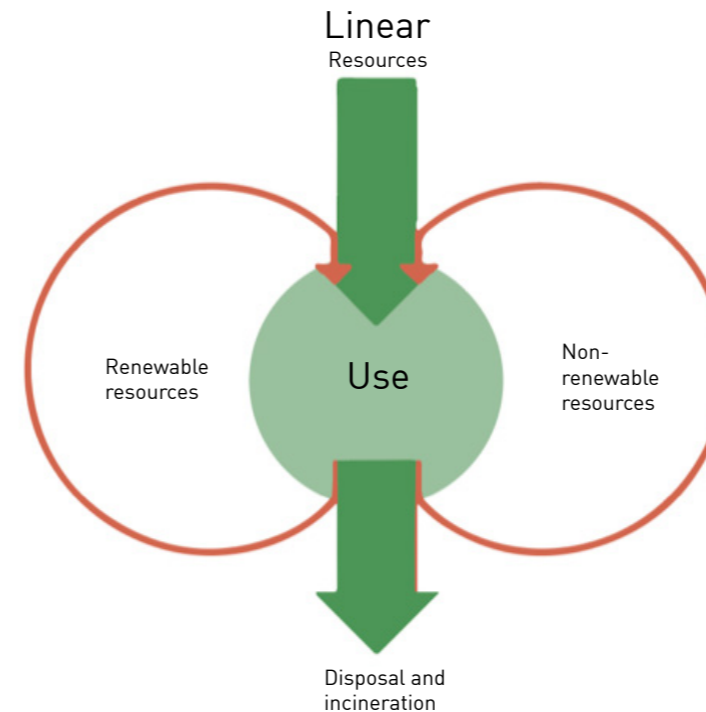 Linear
Resources
Renewable
resources
Use
Non-
renewable
resources
Disposal and
incineration